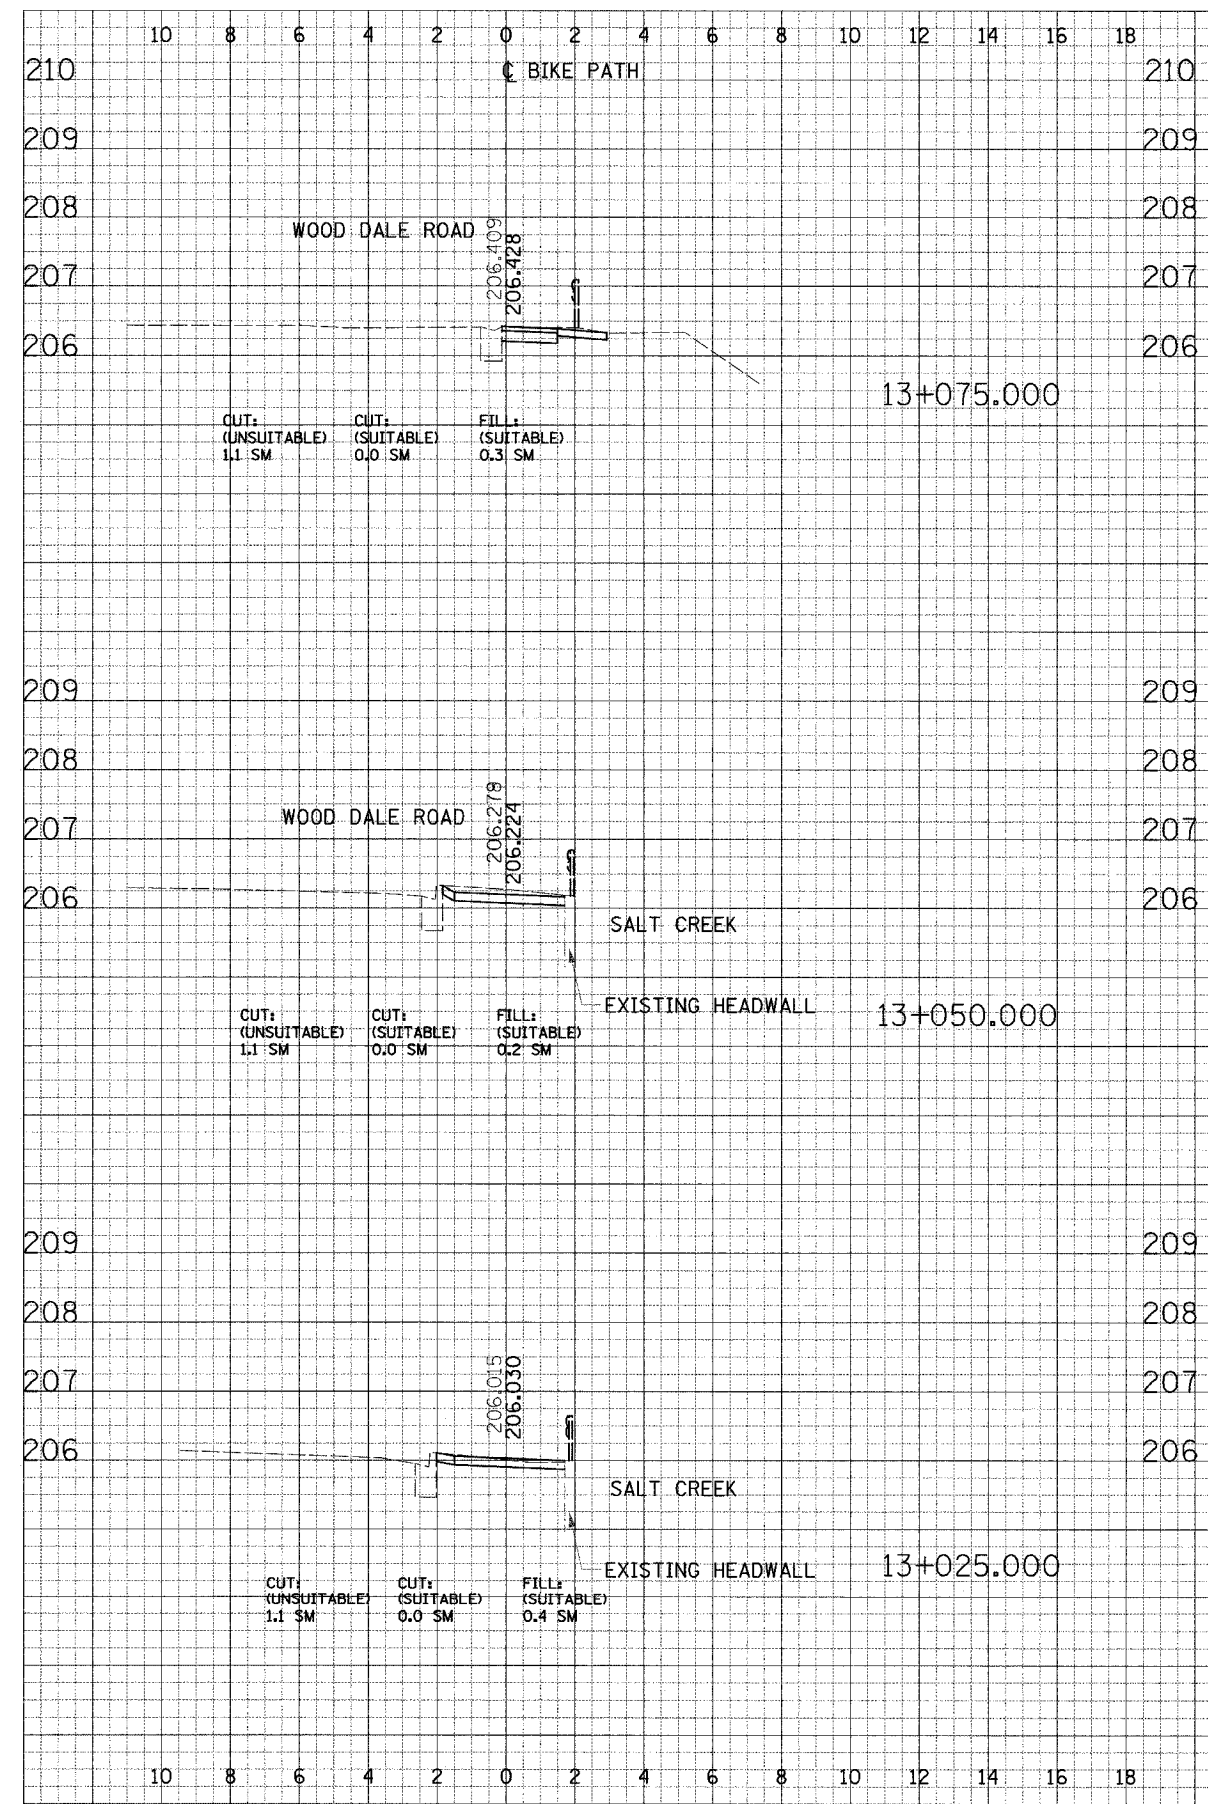 10 8 6 4 2 0 2 4 6 8 10 12 14 16 18
210 ℄ BIKE PATH 210
209 209
208 208
WOOD DALE ROAD 206.409 206.428
207 207
206 206
13+075.000
CUT: CUT: FILL:
(UNSUITABLE) (SUITABLE) (SUITABLE)
1.1 SM 0.0 SM 0.3 SM
209 209
208 208
WOOD DALE ROAD 206.278 206.224
207 207
206 206
SALT CREEK
EXISTING HEADWALL 13+050.000
CUT: CUT: FILL:
(UNSUITABLE) (SUITABLE) (SUITABLE)
1.1 SM 0.0 SM 0.2 SM
209 209
208 208
207 206.015 206.030 207
206 206
SALT CREEK
EXISTING HEADWALL 13+025.000
CUT: CUT: FILL:
(UNSUITABLE) (SUITABLE) (SUITABLE)
1.1 SM 0.0 SM 0.4 SM
10 8 6 4 2 0 2 4 6 8 10 12 14 16 18